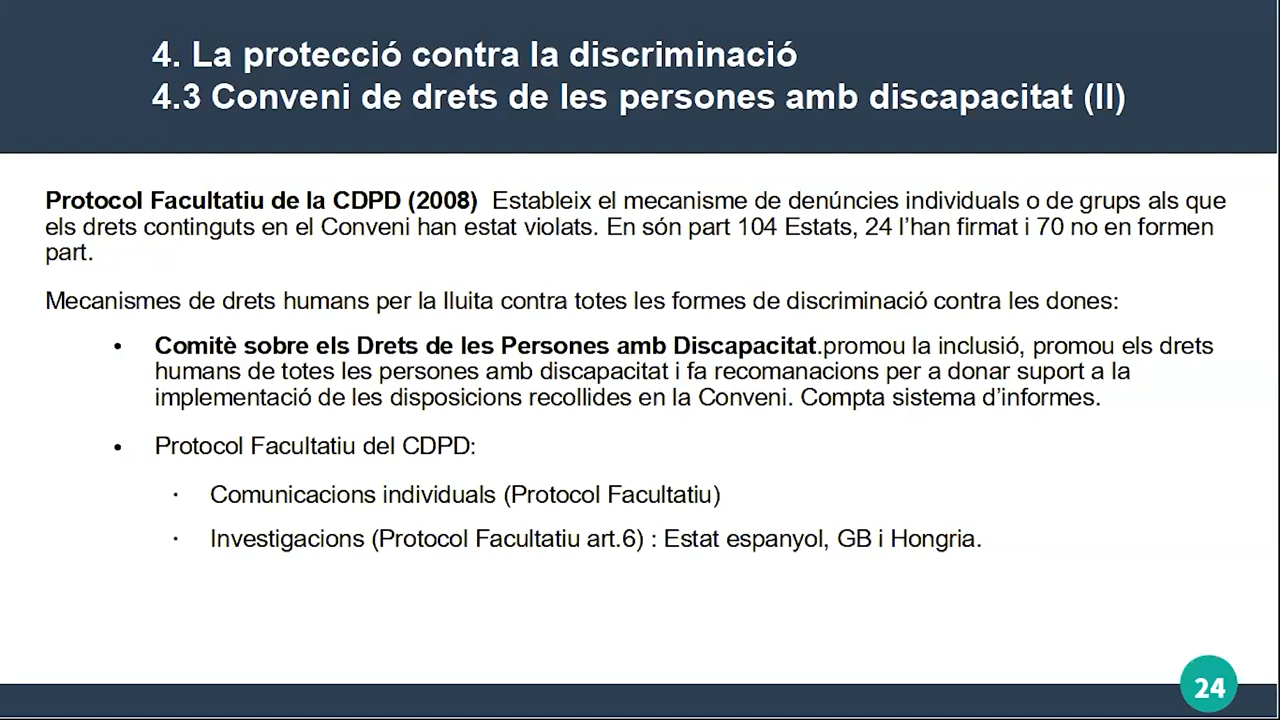 4. La protecció contra la discriminació
4.3 Conveni de drets de les persones amb discapacitat (II)
Protocol Facultatiu de la CDPD (2008) Estableix el mecanisme de denúncies individuals o de grups als que
els drets continguts en el Conveni han estat violats. En són part 104 Estats, 24 l’han firmat i 70 no en formen
part.
Mecanismes de drets humans per la lluita contra totes les formes de discriminació contra les dones:
• Comitè sobre els Drets de les Persones amb Discapacitat.promou la inclusió, promou els drets
humans de totes les persones amb discapacitat i fa recomanacions per a donar suport a la
implementació de les disposicions recollides en la Conveni. Compta sistema d’informes.
• Protocol Facultatiu del CDPD:
· Comunicacions individuals (Protocol Facultatiu)
· Investigacions (Protocol Facultatiu art.6) : Estat espanyol, GB i Hongria.
24